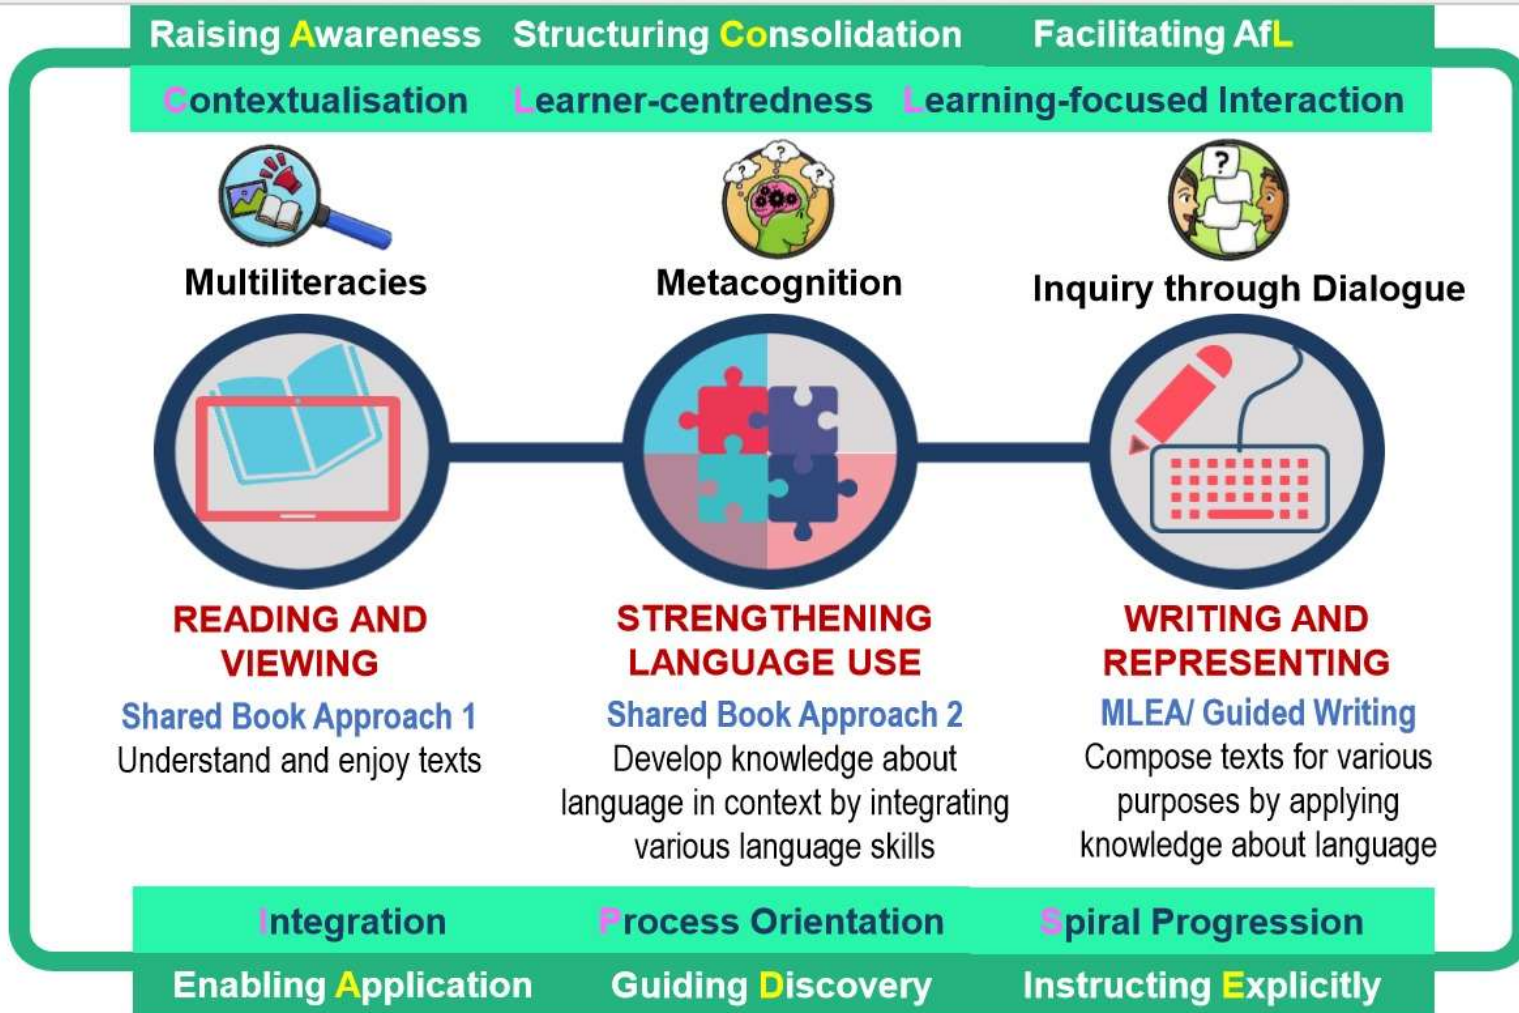 Raising Awareness Structuring Consolidation Facilitating AfL
Contextualisation Learner-centredness Learning-focused Interaction
? ? ? ?
?
Multiliteracies
Metacognition
Inquiry through Dialogue
READING AND
VIEWING
Shared Book Approach 1
Understand and enjoy texts
STRENGTHENING
LANGUAGE USE
Shared Book Approach 2
Develop knowledge about
language in context by integrating
various language skills
WRITING AND
REPRESENTING
MLEA/ Guided Writing
Compose texts for various
purposes by applying
knowledge about language
Integration Process Orientation Spiral Progression
Enabling Application Guiding Discovery Instructing Explicitly